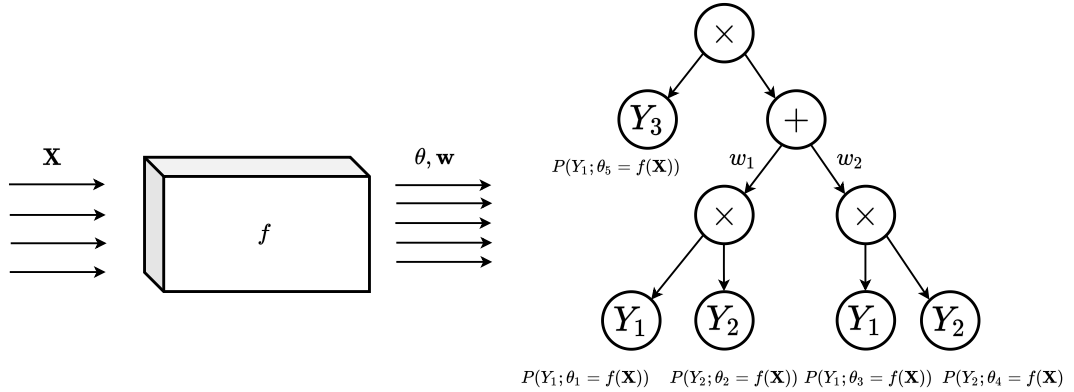 X
f
θ, w
×
Y₃
+
P(Y₁; θ₅ = f(X))
w₁
w₂
×
×
Y₁
Y₂
Y₁
Y₂
P(Y₁; θ₁ = f(X))
P(Y₂; θ₂ = f(X))
P(Y₁; θ₃ = f(X))
P(Y₂; θ₄ = f(X)